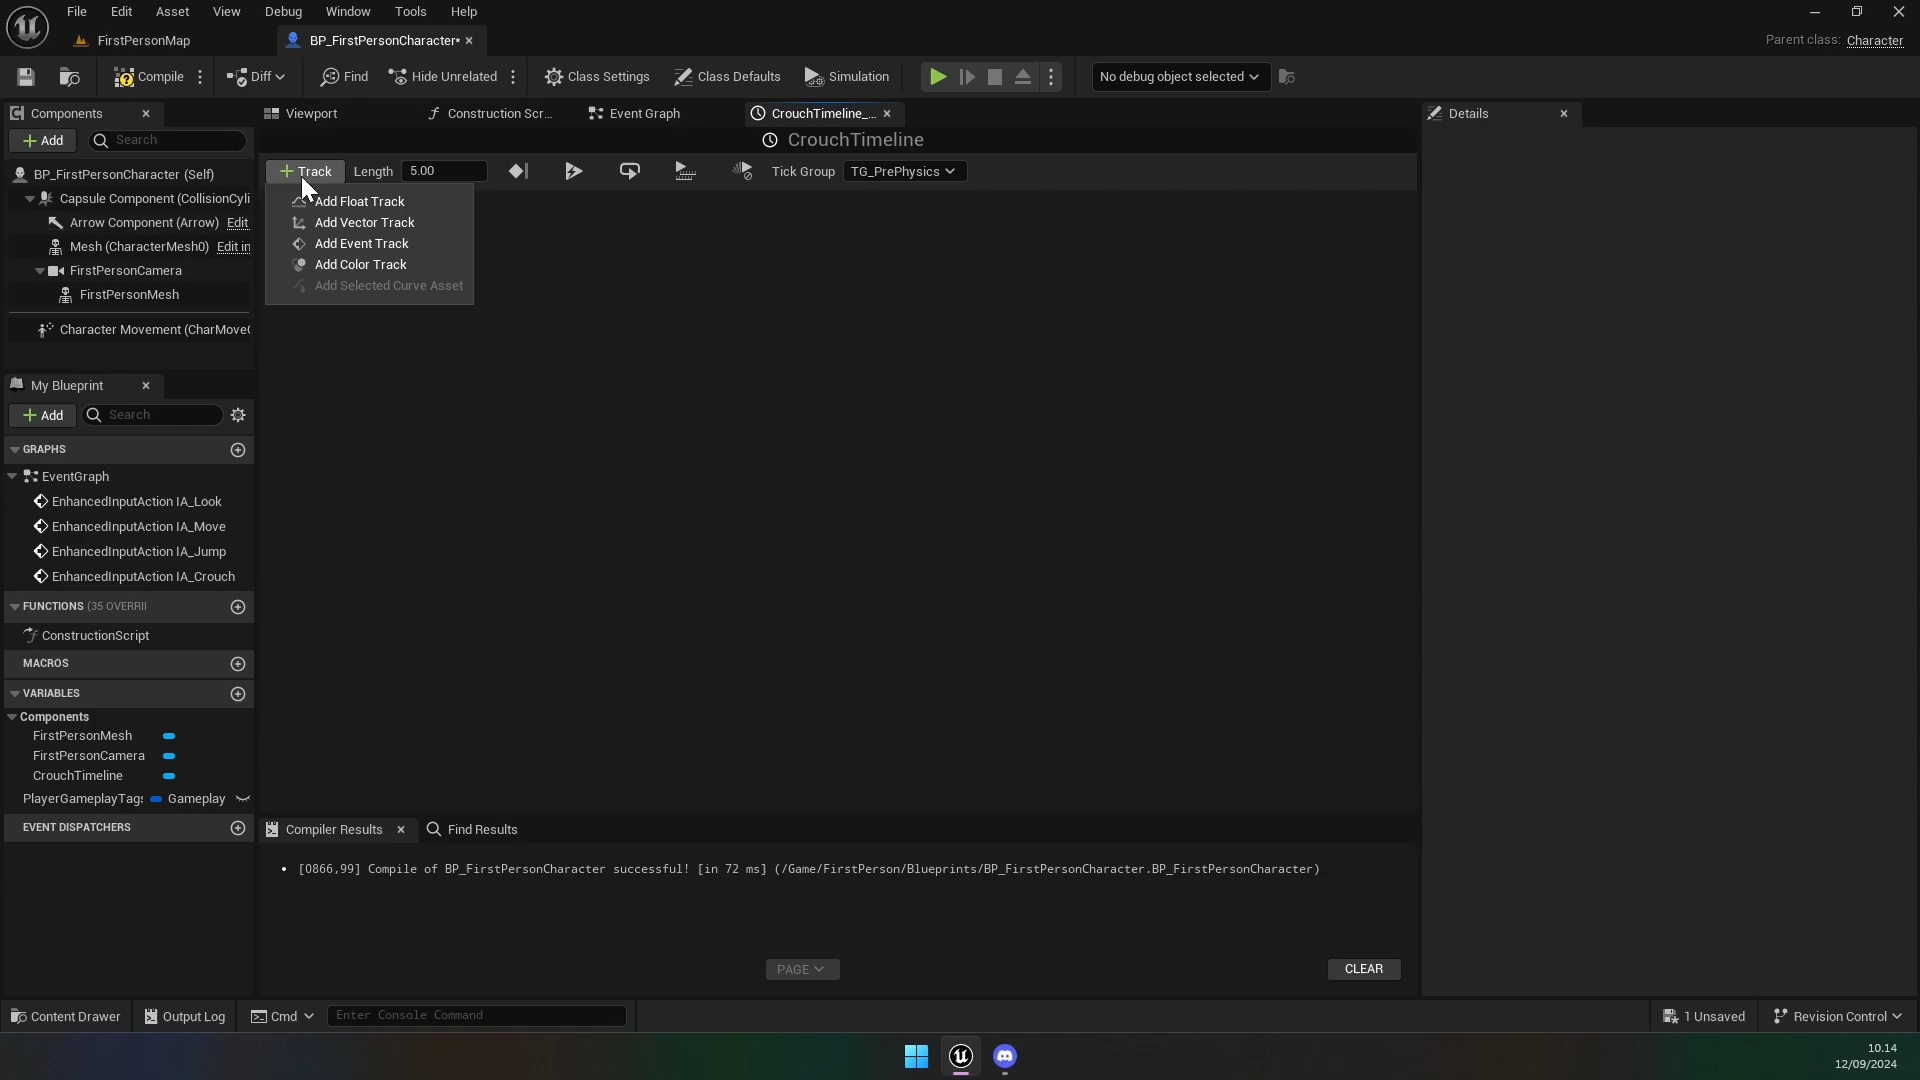 File Edit Asset View Debug Window Tools Help
FirstPersonMap
BP_FirstPersonCharacter*
Parent class: Character
Compile
Diff
Find
Hide Unrelated
Class Settings
Class Defaults
Simulation
No debug object selected
Components
Viewport
Construction Scr...
Event Graph
CrouchTimeline_...
Details
Add
Search
CrouchTimeline
Track
Length
5.00
Tick Group
TG_PrePhysics
Add Float Track
Add Vector Track
Add Event Track
Add Color Track
Add Selected Curve Asset
BP_FirstPersonCharacter (Self)
Capsule Component (CollisionCyli
Arrow Component (Arrow) Edit
Mesh (CharacterMesh0) Edit in
FirstPersonCamera
FirstPersonMesh
Character Movement (CharMove
My Blueprint
Add
Search
GRAPHS
EventGraph
EnhancedInputAction IA_Look
EnhancedInputAction IA_Move
EnhancedInputAction IA_Jump
EnhancedInputAction IA_Crouch
FUNCTIONS (35 OVERRI
ConstructionScript
MACROS
VARIABLES
Components
FirstPersonMesh
FirstPersonCamera
CrouchTimeline
PlayerGameplayTags Gameplay
EVENT DISPATCHERS
Compiler Results
Find Results
• [0866,99] Compile of BP_FirstPersonCharacter successful! [in 72 ms] (/Game/FirstPerson/Blueprints/BP_FirstPersonCharacter.BP_FirstPersonCharacter)
PAGE
CLEAR
Content Drawer
Output Log
Cmd
Enter Console Command
1 Unsaved
Revision Control
10.14
12/09/2024